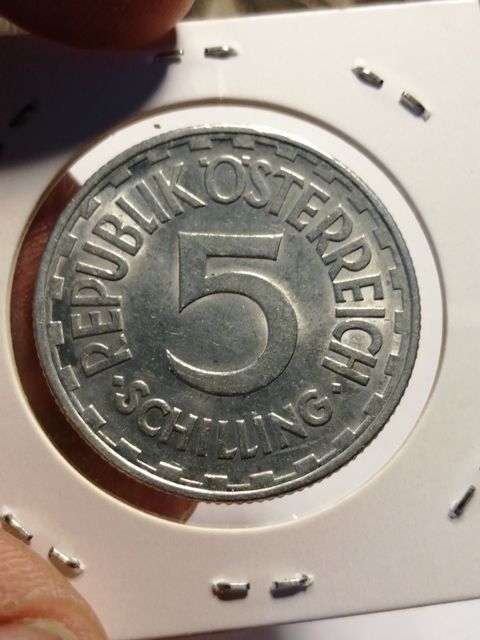 REPUBLIK ÖSTERREICH
5
·SCHILLING·